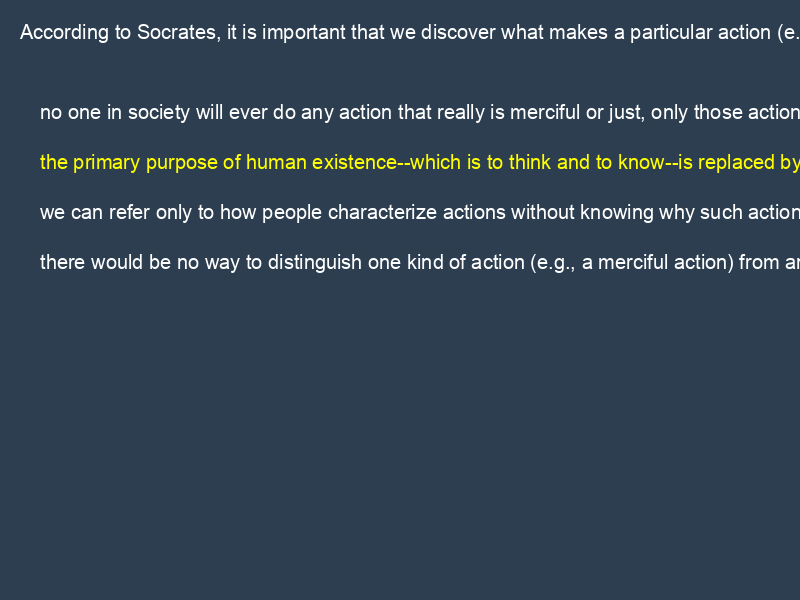 According to Socrates, it is important that we discover what makes a particular action (e.
no one in society will ever do any action that really is merciful or just, only those action
the primary purpose of human existence--which is to think and to know--is replaced by
we can refer only to how people characterize actions without knowing why such action
there would be no way to distinguish one kind of action (e.g., a merciful action) from